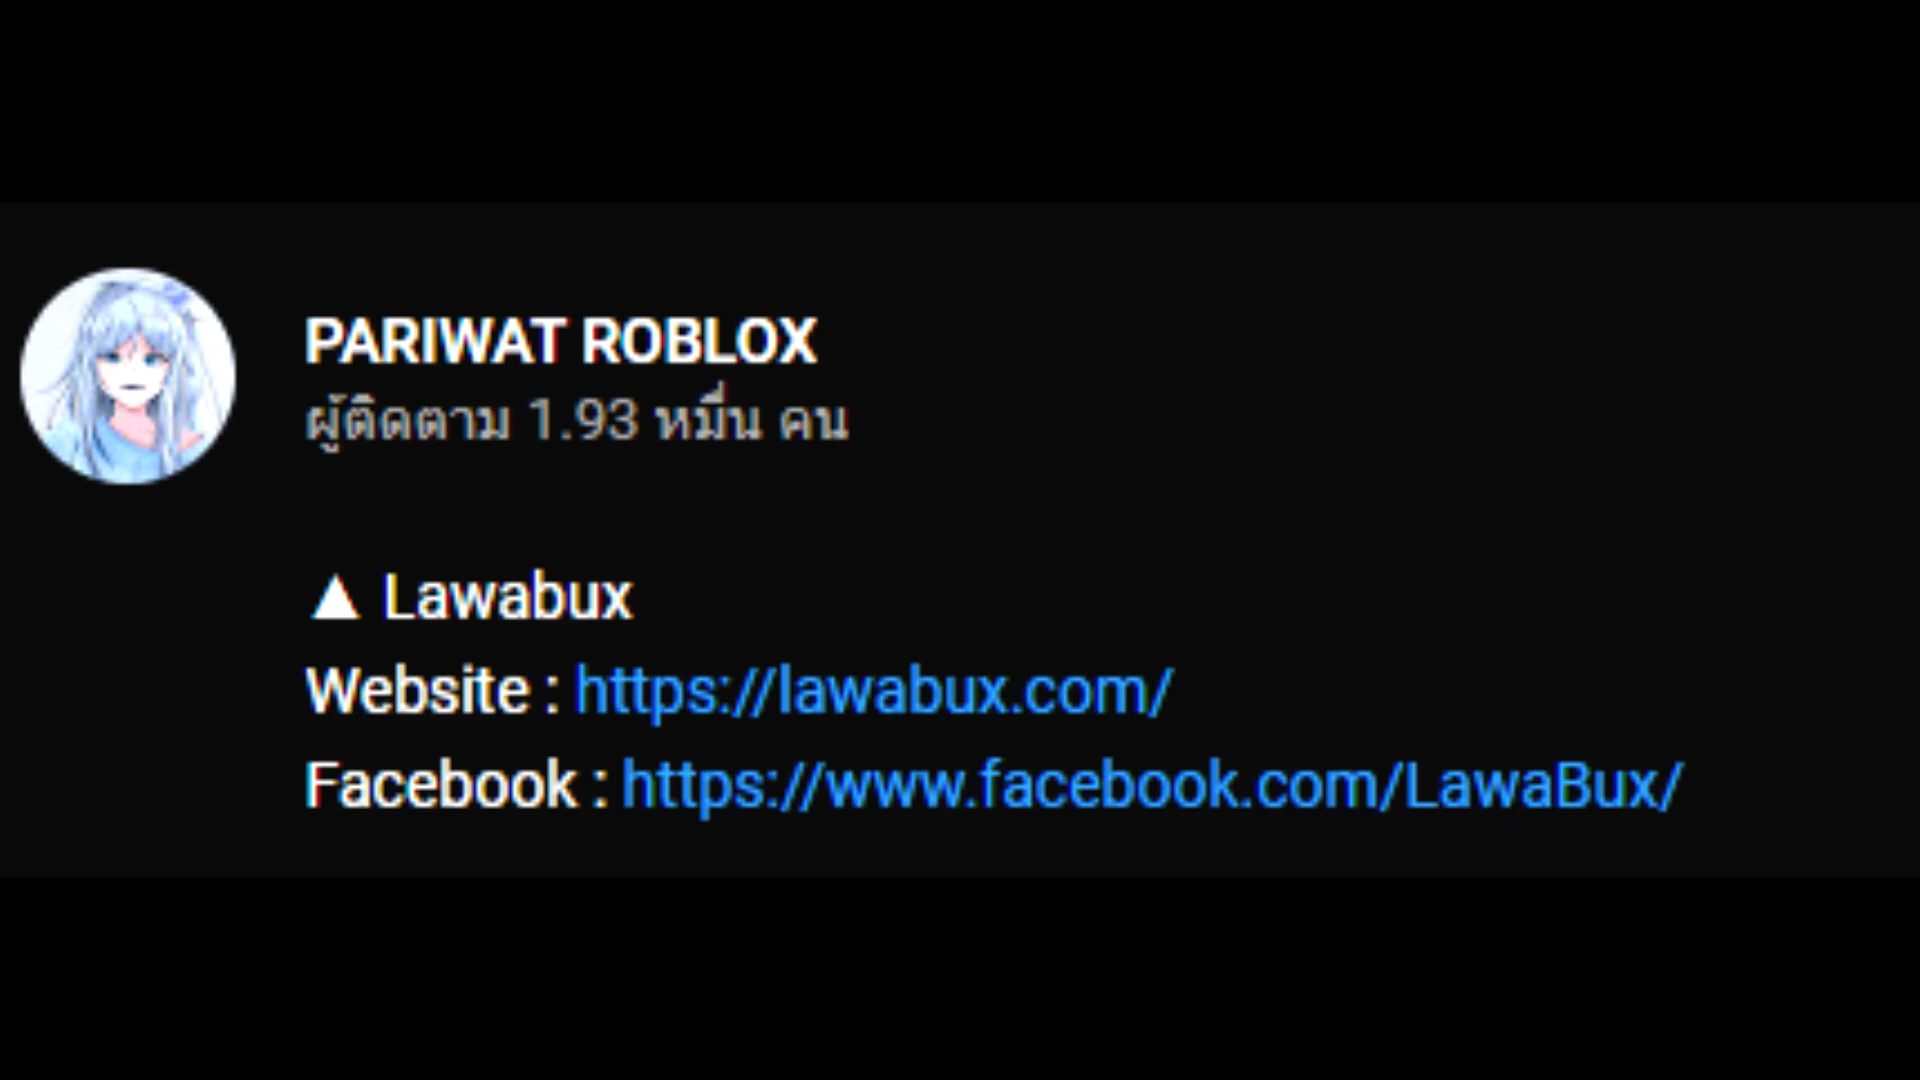 PARIWAT ROBLOX
ผู้ติดตาม 1.93 หมื่น คน
▲ Lawabux
Website : https://lawabux.com/
Facebook : https://www.facebook.com/LawaBux/